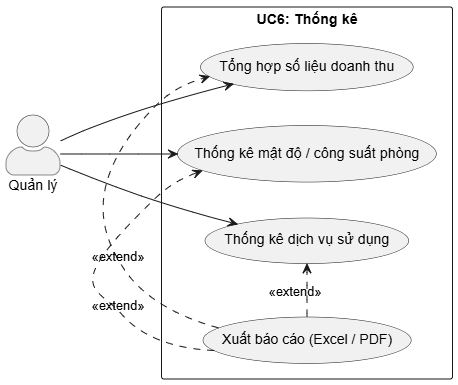 UC6: Thống kê
Tổng hợp số liệu doanh thu
Thống kê mật độ / công suất phòng
Quản lý
Thống kê dịch vụ sử dụng
«extend»
«extend»
«extend»
Xuất báo cáo (Excel / PDF)